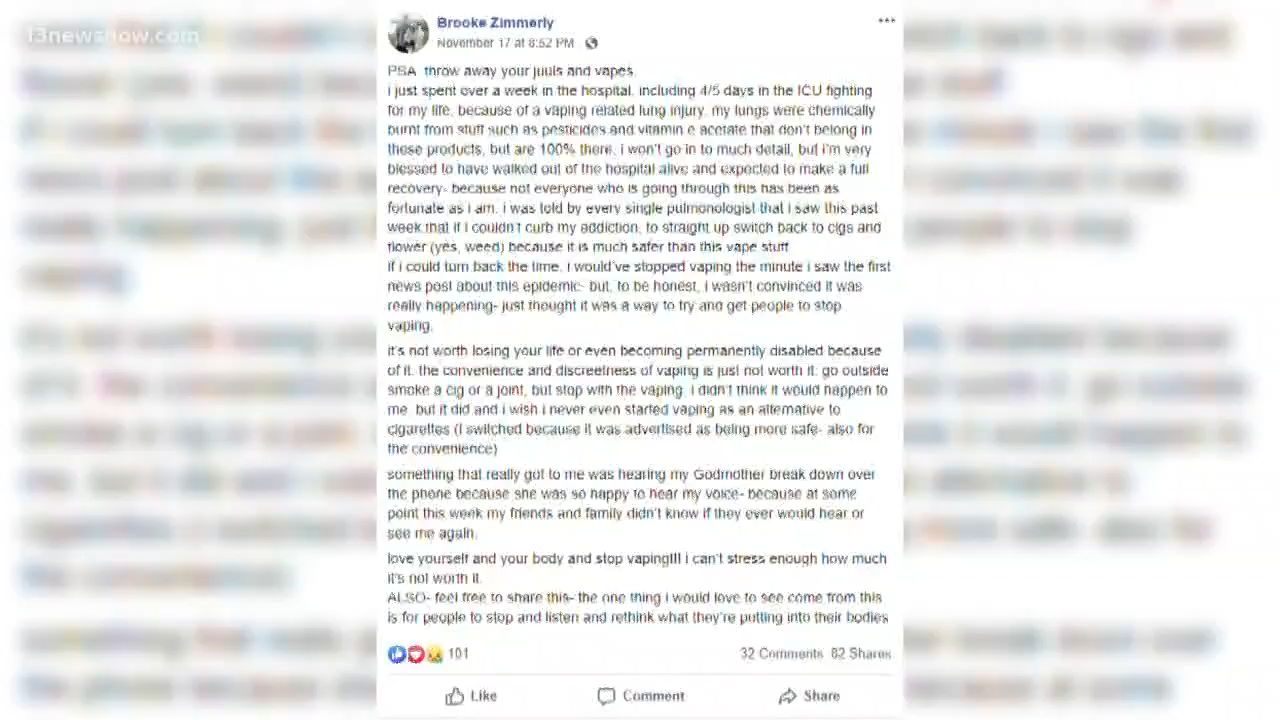 13newsnow.com
Brooke Zimmerly
November 17 at 8:52 PM
PSA throw away your juuls and vapes
i just spent over a week in the hospital, including 4/5 days in the ICU fighting
for my life, because of a vaping related lung injury. my lungs were chemically
burnt from stuff such as pesticides and vitamin e acetate that don't belong in
these products, but are 100% there. i won't go in to much detail, but i'm very
blessed to have walked out of the hospital alive and expected to make a full
recovery- because not everyone who is going through this has been as
fortunate as i am. i was told by every single pulmonologist that i saw this past
week that if i couldn't curb my addiction, to straight up switch back to cigs and
flower (yes, weed) because it is much safer than this vape stuff
if i could turn back the time, i would've stopped vaping the minute i saw the first
news post about this epidemic- but, to be honest, i wasn't convinced it was
really happening- just thought it was a way to try and get people to stop
vaping.
it's not worth losing your life or even becoming permanently disabled because
of it. the convenience and discreetness of vaping is just not worth it. go outside
smoke a cig or a joint, but stop with the vaping. i didn't think it would happen to
me, but it did and i wish i never even started vaping as an alternative to
cigarettes (i switched because it was advertised as being more safe- also for
the convenience)
something that really got to me was hearing my Godmother break down over
the phone because she was so happy to hear my voice- because at some
point this week my friends and family didn't know if they ever would hear or
see me again.
love yourself and your body and stop vaping!!! i can't stress enough how much
it's not worth it.
ALSO- feel free to share this- the one thing i would love to see come from this
is for people to stop and listen and rethink what they're putting into their bodies
101
32 Comments 82 Shares
Like Comment Share